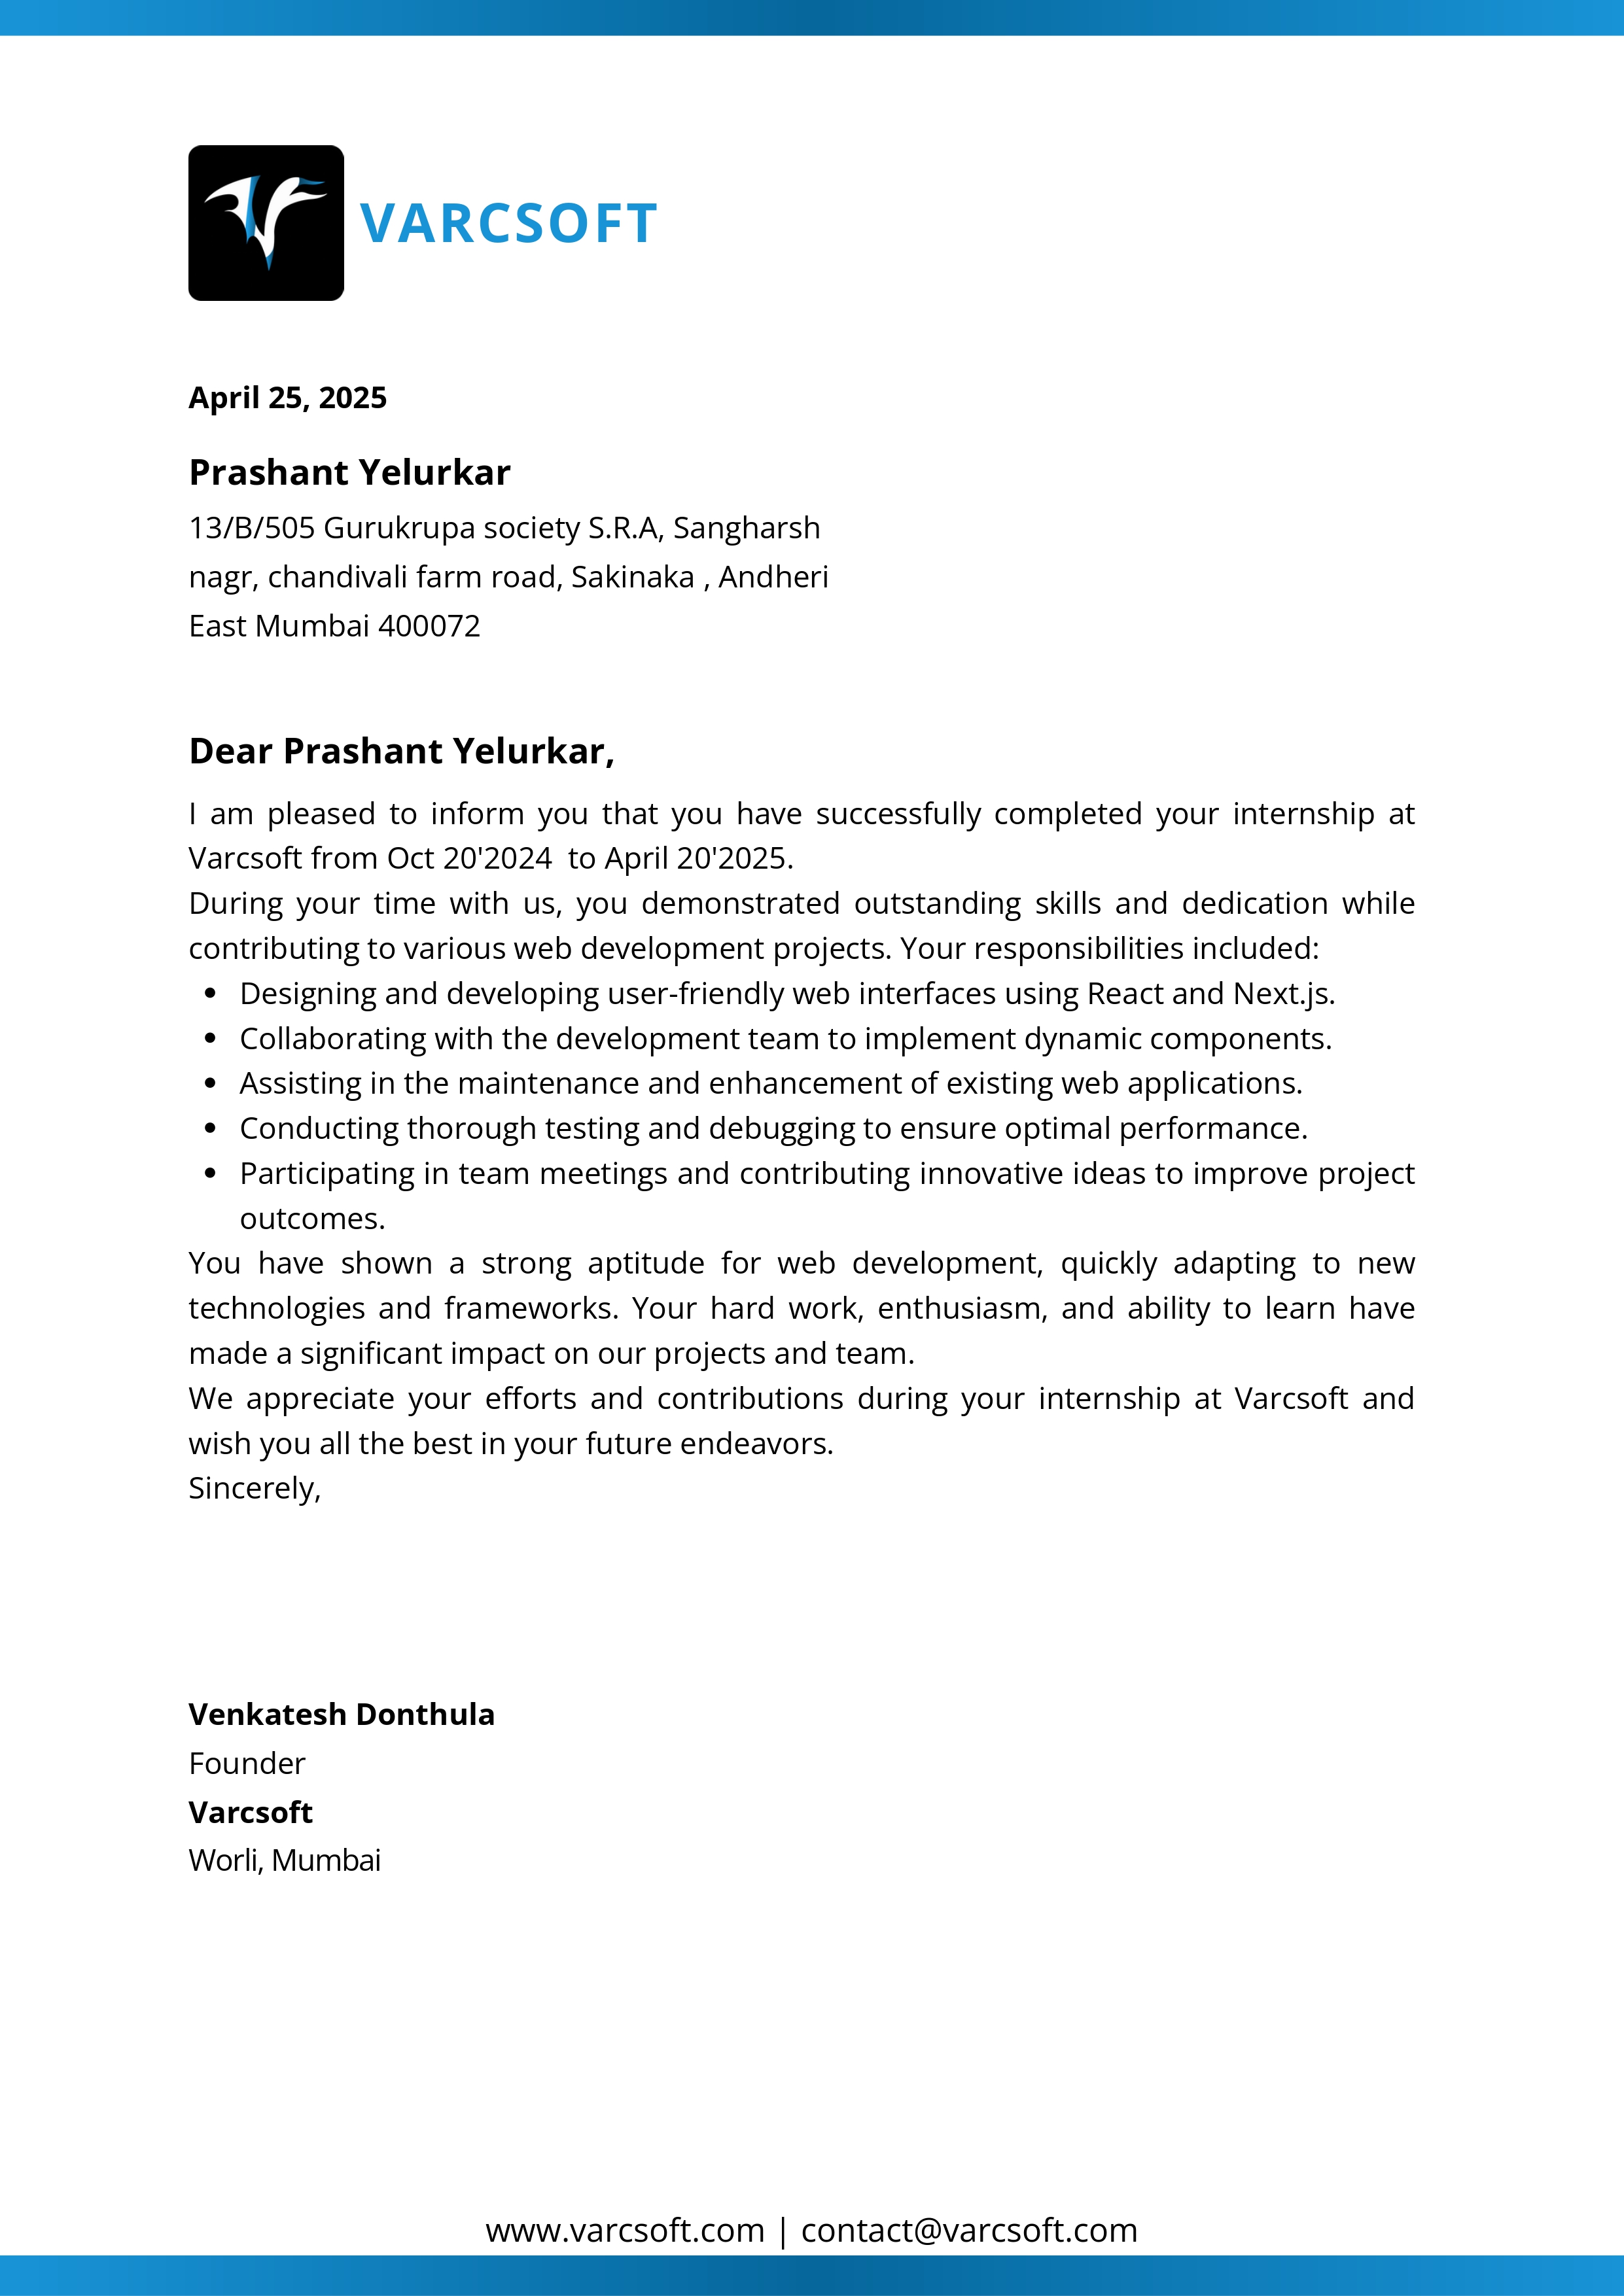 VARCSOFT
April 25, 2025
Prashant Yelurkar
13/B/505 Gurukrupa society S.R.A, Sangharsh
nagr, chandivali farm road, Sakinaka , Andheri
East Mumbai 400072
Dear Prashant Yelurkar,
I am pleased to inform you that you have successfully completed your internship at
Varcsoft from Oct 20'2024  to April 20'2025.
During your time with us, you demonstrated outstanding skills and dedication while
contributing to various web development projects. Your responsibilities included:
• Designing and developing user-friendly web interfaces using React and Next.js.
• Collaborating with the development team to implement dynamic components.
• Assisting in the maintenance and enhancement of existing web applications.
• Conducting thorough testing and debugging to ensure optimal performance.
• Participating in team meetings and contributing innovative ideas to improve project
outcomes.
You have shown a strong aptitude for web development, quickly adapting to new
technologies and frameworks. Your hard work, enthusiasm, and ability to learn have
made a significant impact on our projects and team.
We appreciate your efforts and contributions during your internship at Varcsoft and
wish you all the best in your future endeavors.
Sincerely,
Venkatesh Donthula
Founder
Varcsoft
Worli, Mumbai
www.varcsoft.com | contact@varcsoft.com